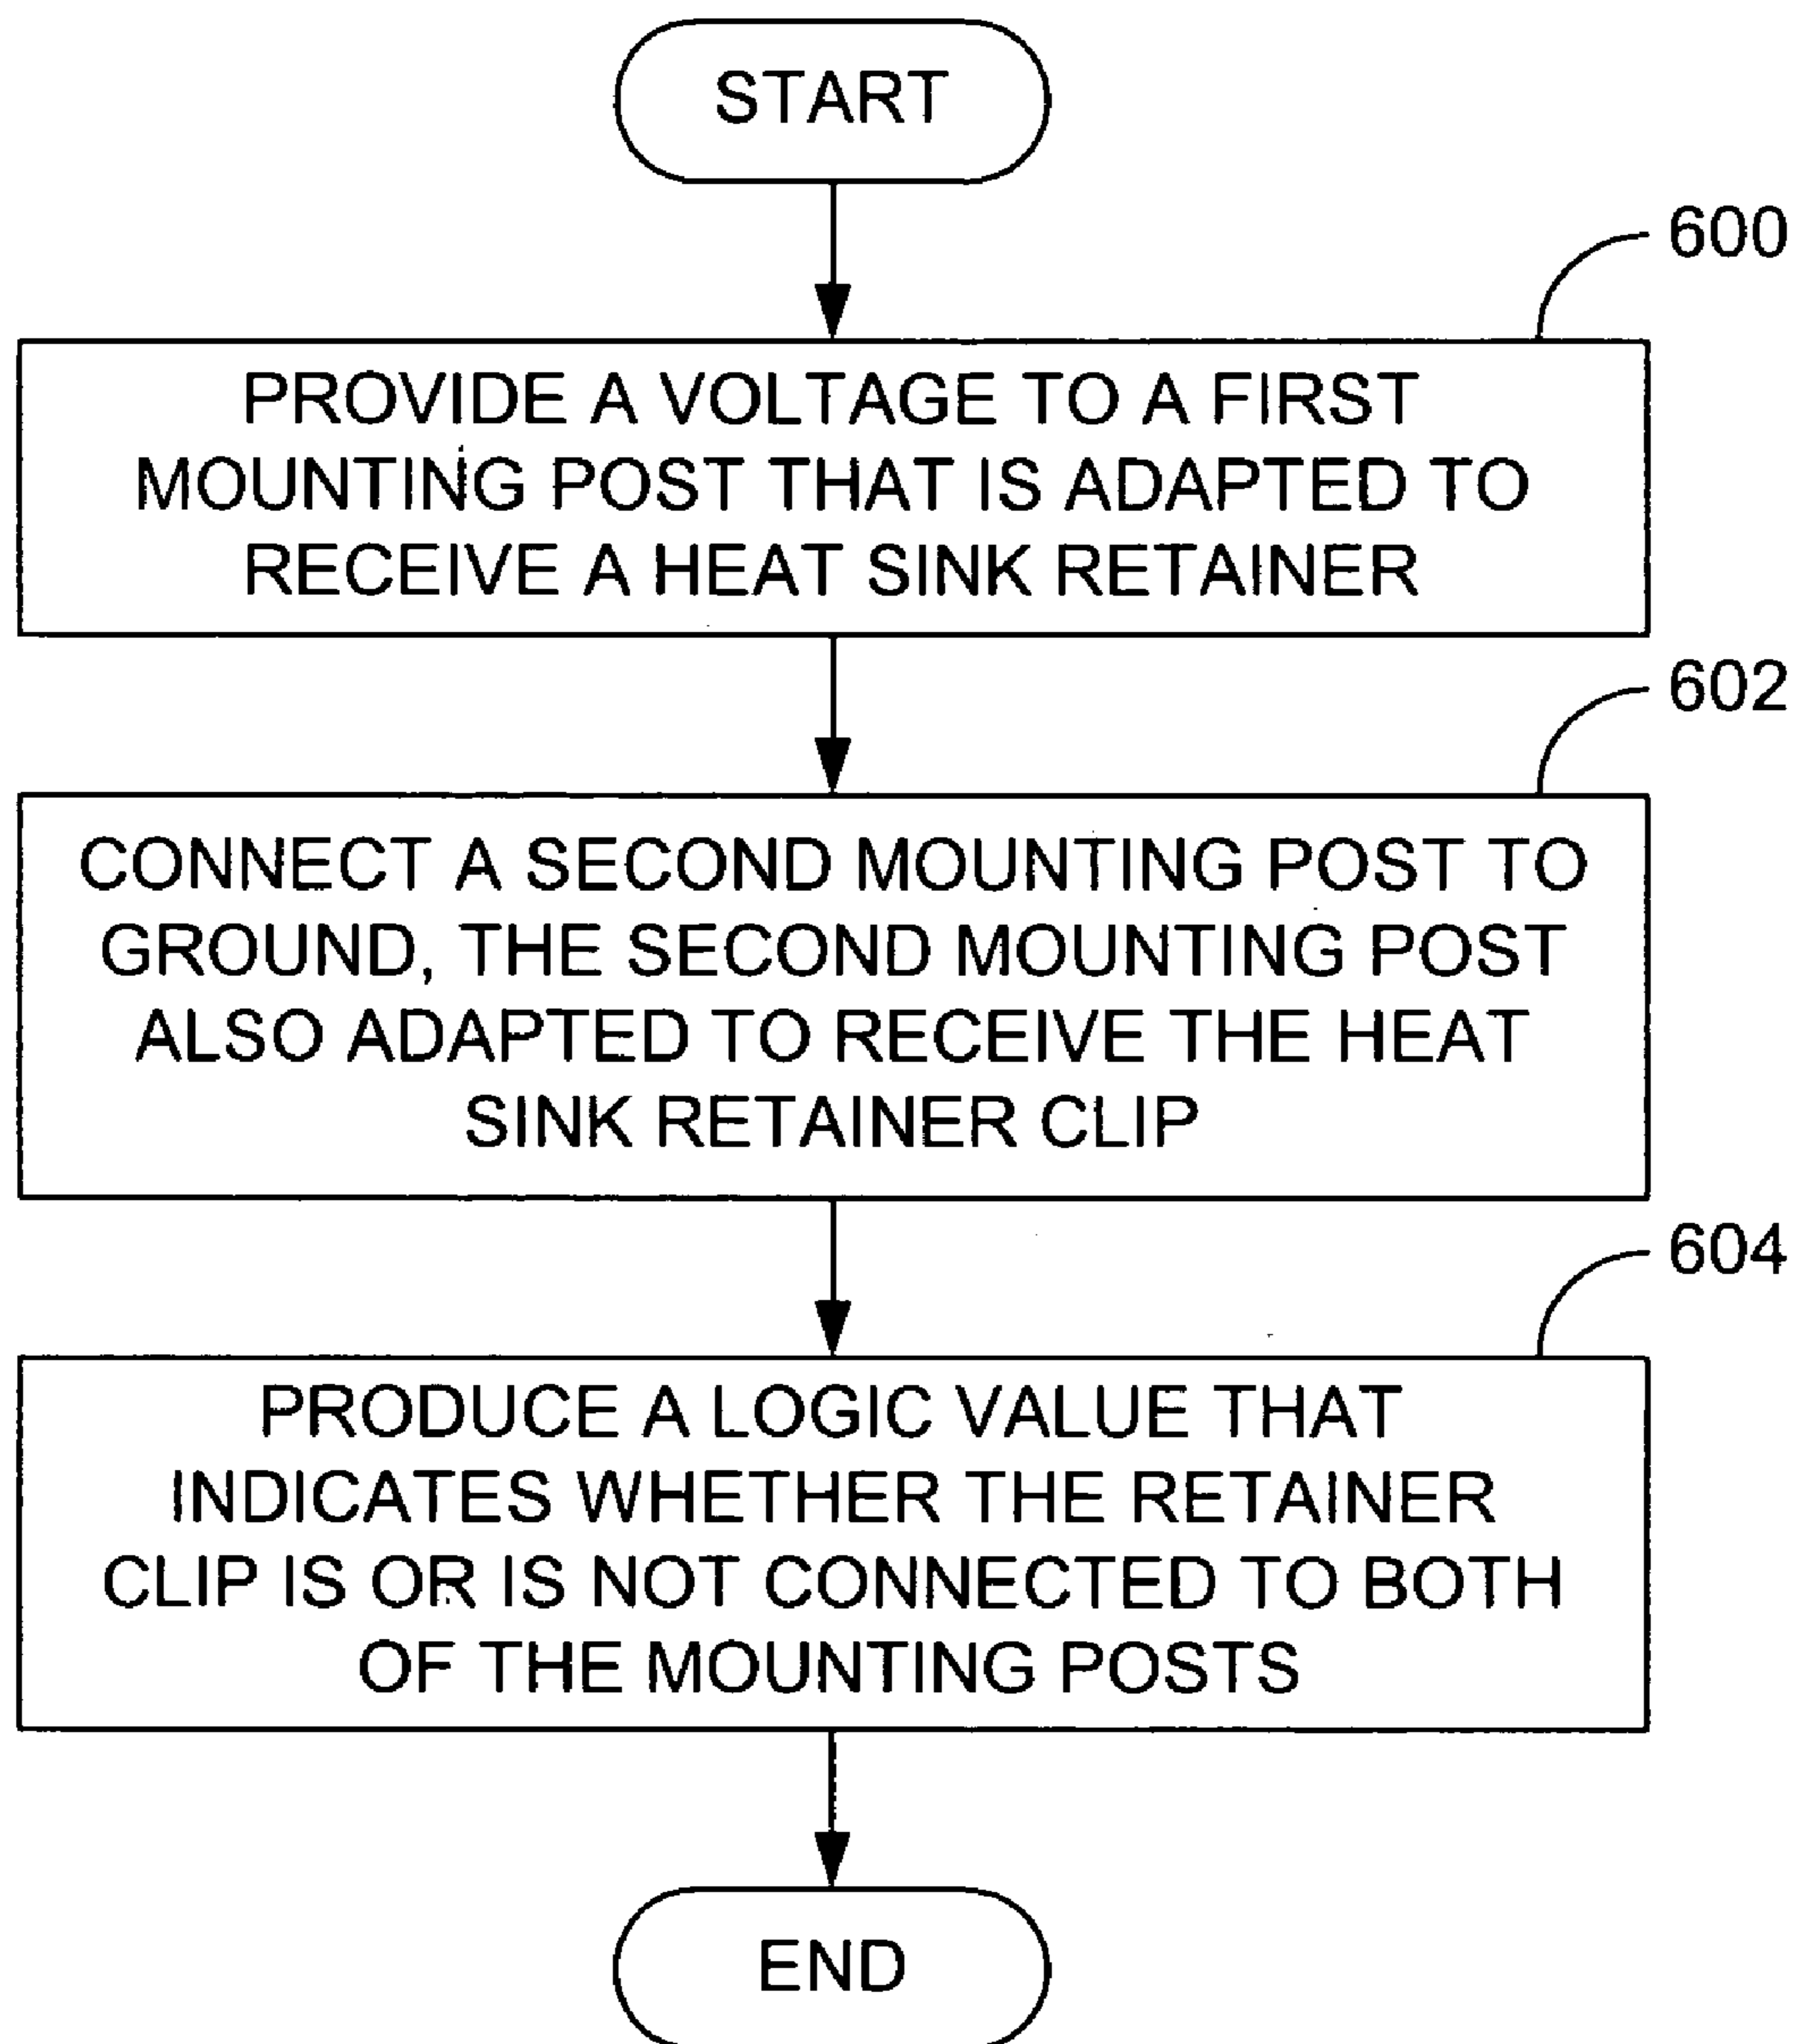 START
600
PROVIDE A VOLTAGE TO A FIRST
MOUNTING POST THAT IS ADAPTED TO
RECEIVE A HEAT SINK RETAINER
602
CONNECT A SECOND MOUNTING POST TO
GROUND, THE SECOND MOUNTING POST
ALSO ADAPTED TO RECEIVE THE HEAT
SINK RETAINER CLIP
604
PRODUCE A LOGIC VALUE THAT
INDICATES WHETHER THE RETAINER
CLIP IS OR IS NOT CONNECTED TO BOTH
OF THE MOUNTING POSTS
END